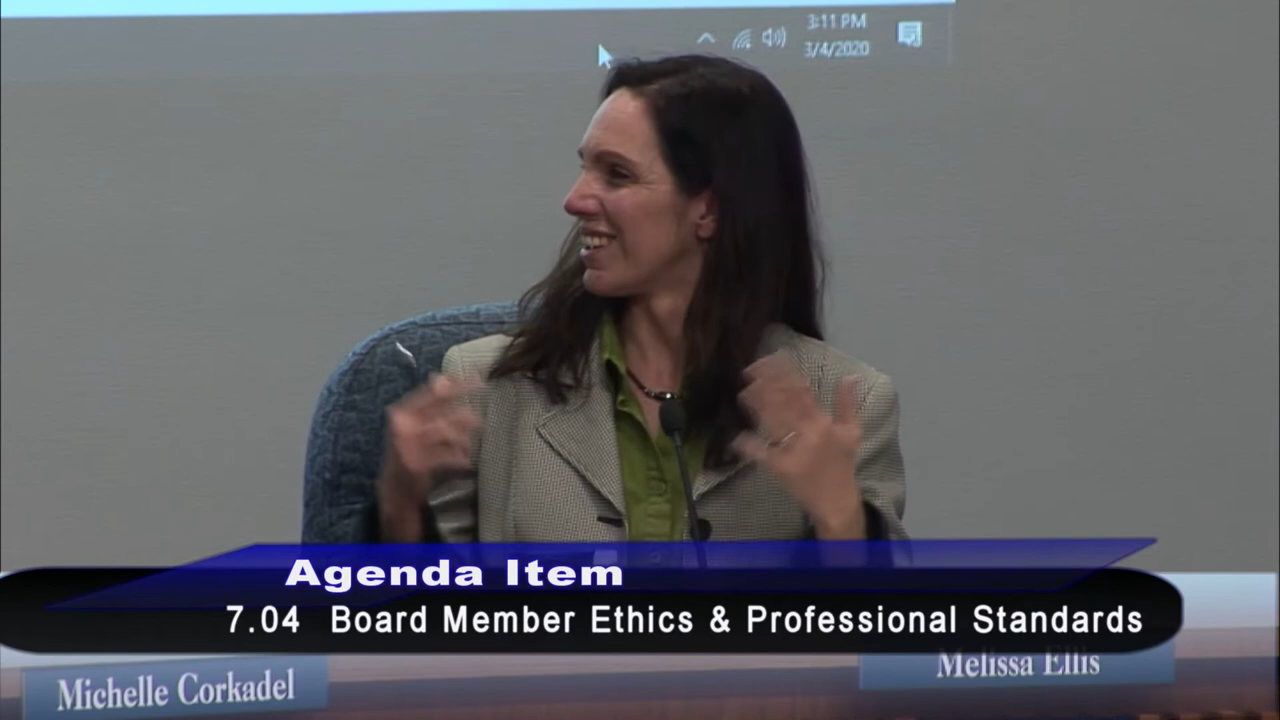 3:11 PM
3/4/2020
Agenda Item
7.04 Board Member Ethics & Professional Standards
Michelle Corkadel
Melissa Ellis